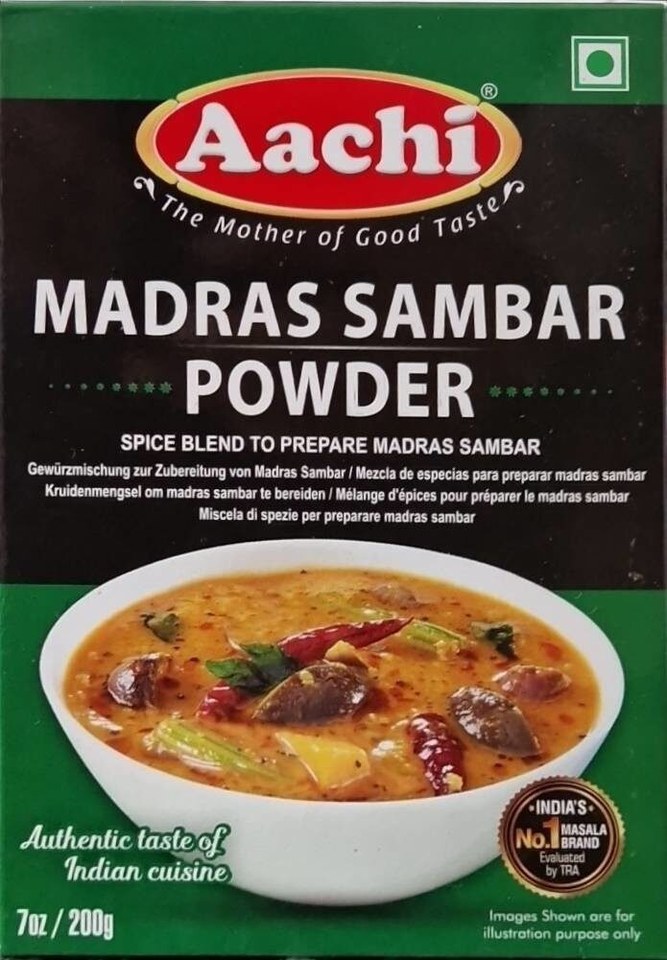 Aachi®
The Mother of Good Taste
MADRAS SAMBAR
POWDER
SPICE BLEND TO PREPARE MADRAS SAMBAR
Gewürzmischung zur Zubereitung von Madras Sambar / Mezcla de especias para preparar madras sambar
Kruidenmengsel om madras sambar te bereiden / Mélange d'épices pour préparer le madras sambar
Miscela di spezie per preparare madras sambar
Authentic taste of
Indian cuisine
7oz / 200g
•INDIA'S•
No.1 MASALA
BRAND
Evaluated
by TRA
Images Shown are for
illustration purpose only